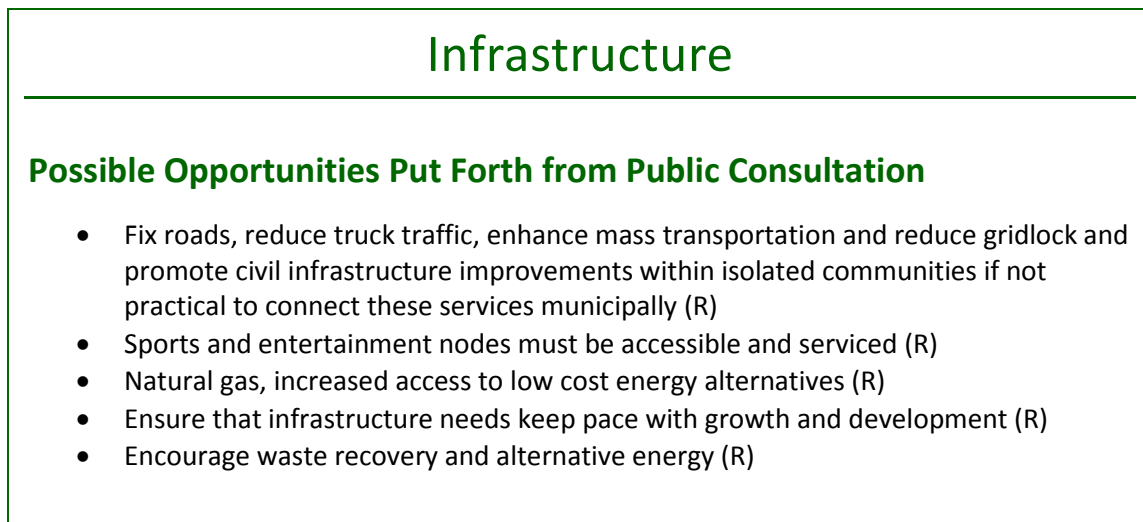 Infrastructure
Possible Opportunities Put Forth from Public Consultation
• Fix roads, reduce truck traffic, enhance mass transportation and reduce gridlock and
promote civil infrastructure improvements within isolated communities if not
practical to connect these services municipally (R)
• Sports and entertainment nodes must be accessible and serviced (R)
• Natural gas, increased access to low cost energy alternatives (R)
• Ensure that infrastructure needs keep pace with growth and development (R)
• Encourage waste recovery and alternative energy (R)